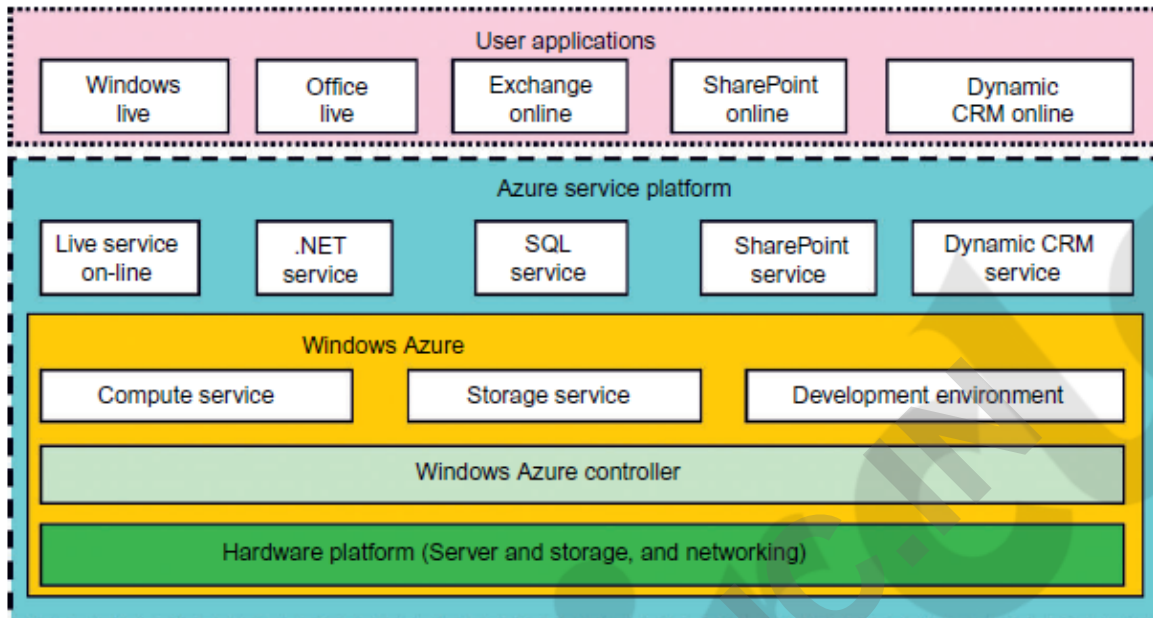 User applications
Windows
live
Office
live
Exchange
online
SharePoint
online
Dynamic
CRM online
Azure service platform
Live service
on-line
.NET
service
SQL
service
SharePoint
service
Dynamic CRM
service
Windows Azure
Compute service
Storage service
Development environment
Windows Azure controller
Hardware platform (Server and storage, and networking)